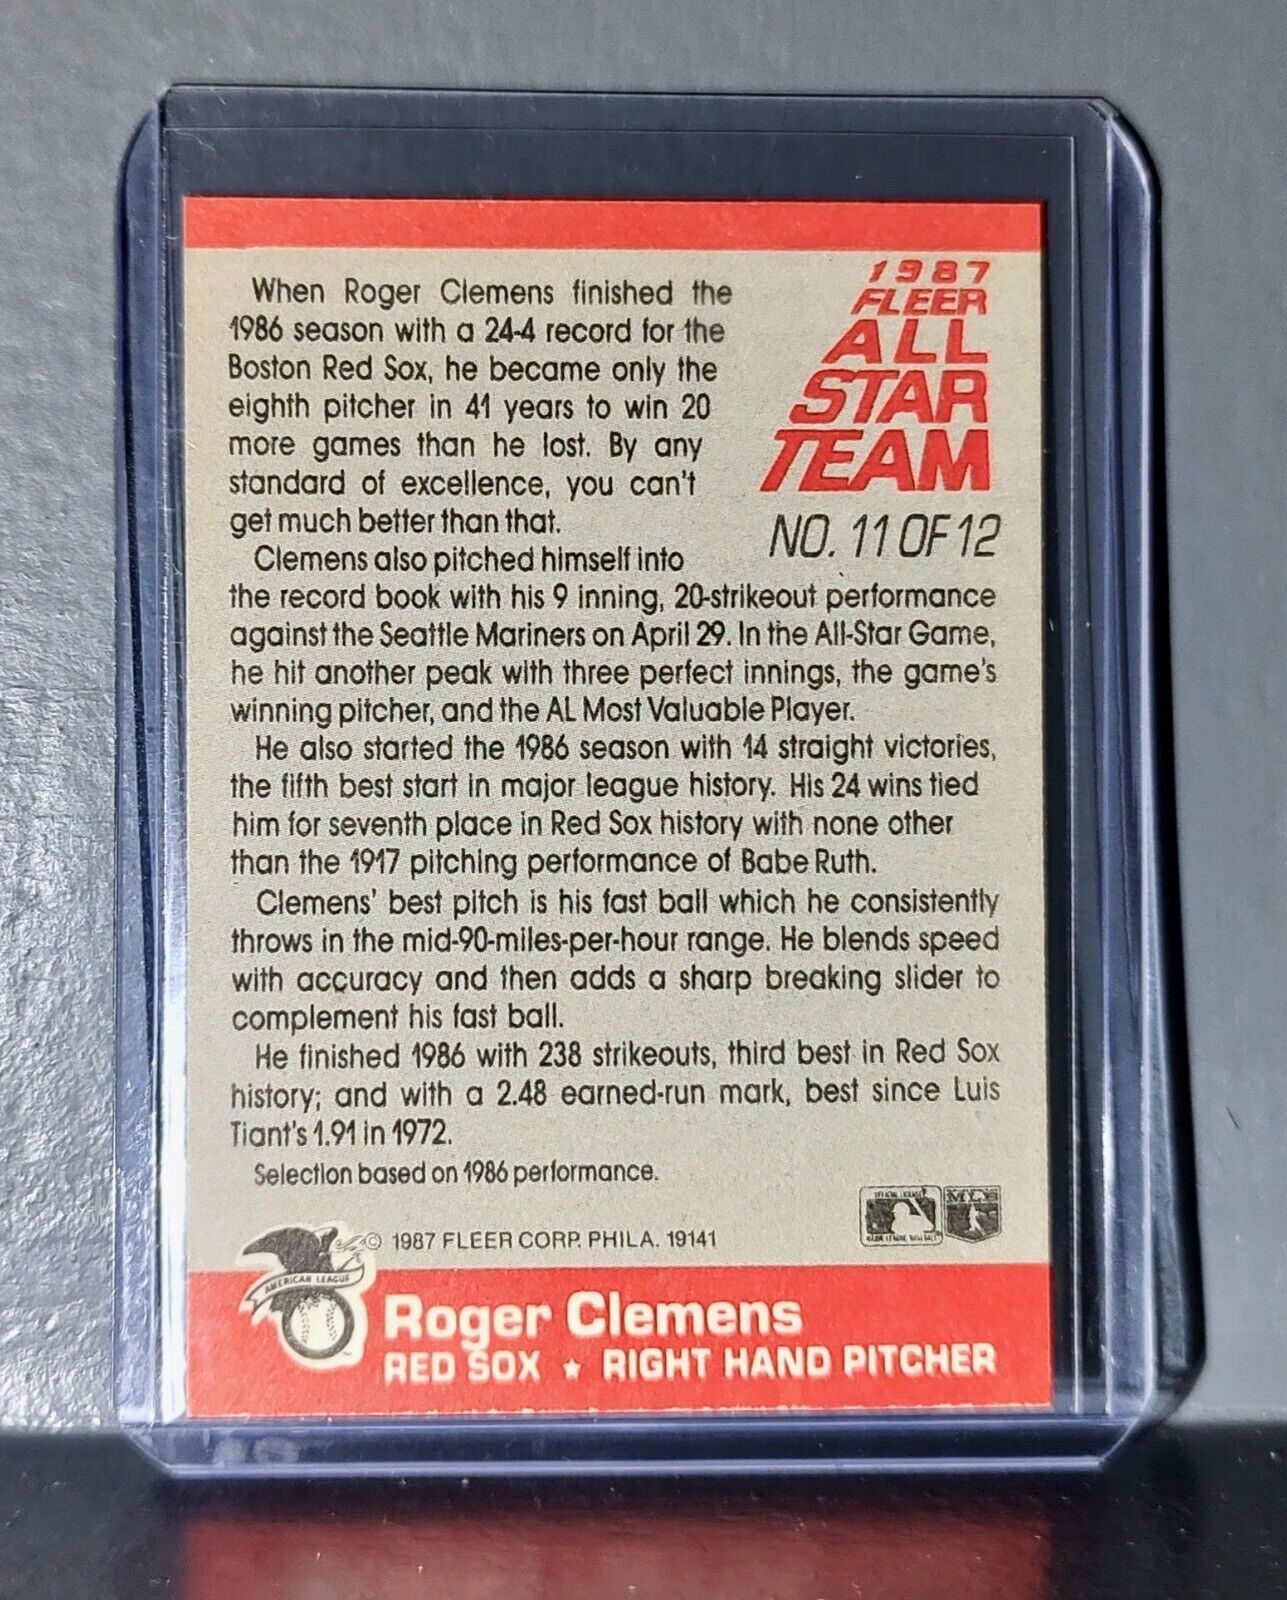 1987
FLEER
ALL
STAR
TEAM
NO. 11 OF 12
When Roger Clemens finished the
1986 season with a 24-4 record for the
Boston Red Sox, he became only the
eighth pitcher in 41 years to win 20
more games than he lost. By any
standard of excellence, you can't
get much better than that.
Clemens also pitched himself into
the record book with his 9 inning, 20-strikeout performance
against the Seattle Mariners on April 29. In the All-Star Game,
he hit another peak with three perfect innings, the game's
winning pitcher, and the AL Most Valuable Player.
He also started the 1986 season with 14 straight victories,
the fifth best start in major league history. His 24 wins tied
him for seventh place in Red Sox history with none other
than the 1917 pitching performance of Babe Ruth.
Clemens' best pitch is his fast ball which he consistently
throws in the mid-90-miles-per-hour range. He blends speed
with accuracy and then adds a sharp breaking slider to
complement his fast ball.
He finished 1986 with 238 strikeouts, third best in Red Sox
history; and with a 2.48 earned-run mark, best since Luis
Tiant's 1.91 in 1972.
Selection based on 1986 performance.
MLB
© 1987 FLEER CORP. PHILA. 19141
AMERICAN LEAGUE
Roger Clemens
RED SOX ★ RIGHT HAND PITCHER